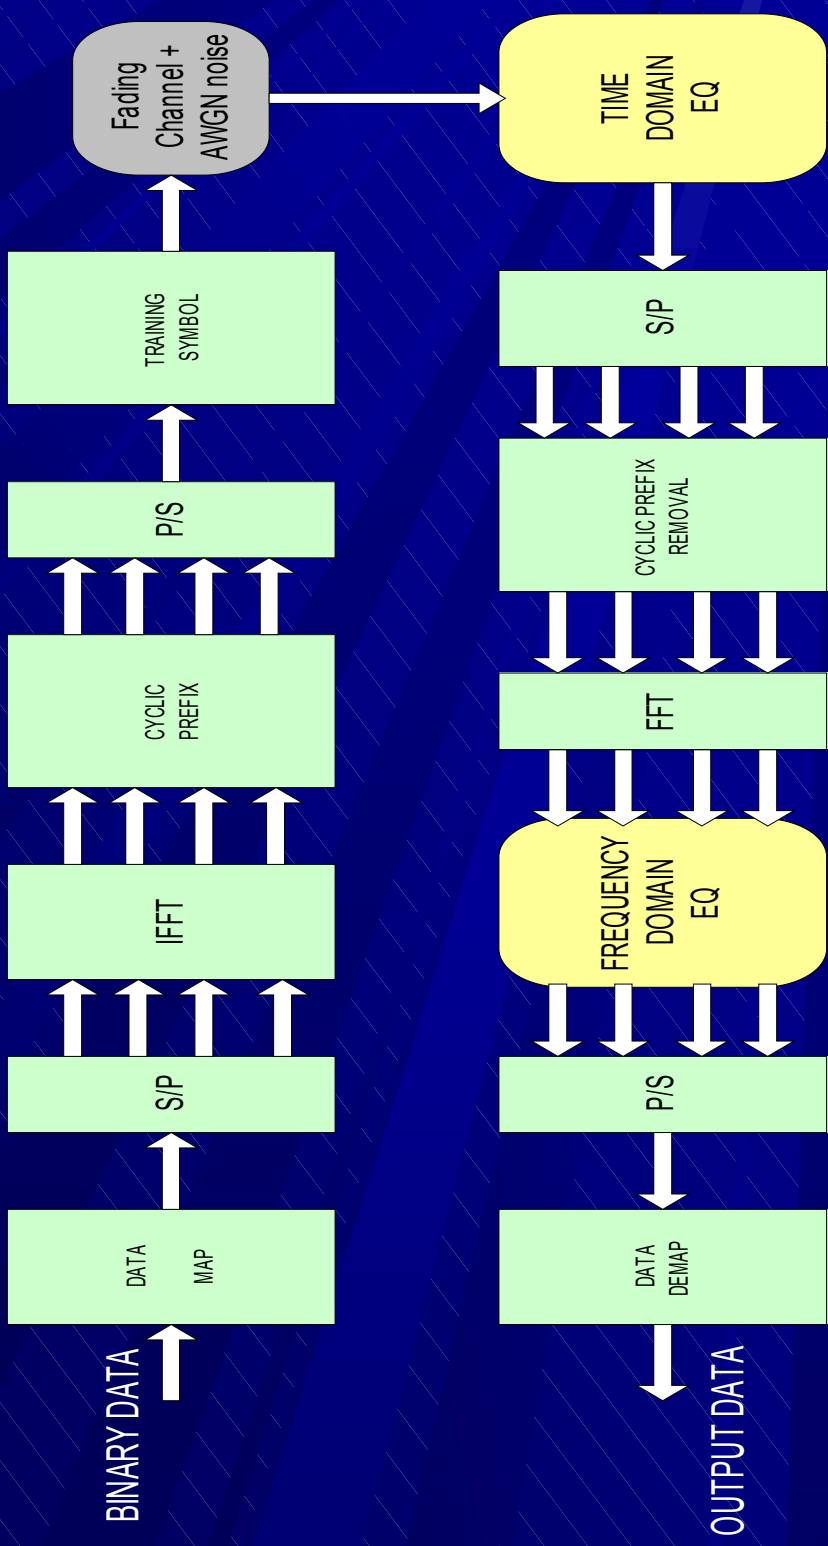 BINARY DATA
DATA
MAP
S/P
IFFT
CYCLIC
PREFIX
P/S
TRAINING
SYMBOL
Fading
Channel +
AWGN noise
TIME
DOMAIN
EQ
S/P
CYCLIC PREFIX
REMOVAL
FFT
FREQUENCY
DOMAIN
EQ
P/S
DATA
DEMAP
OUTPUT DATA